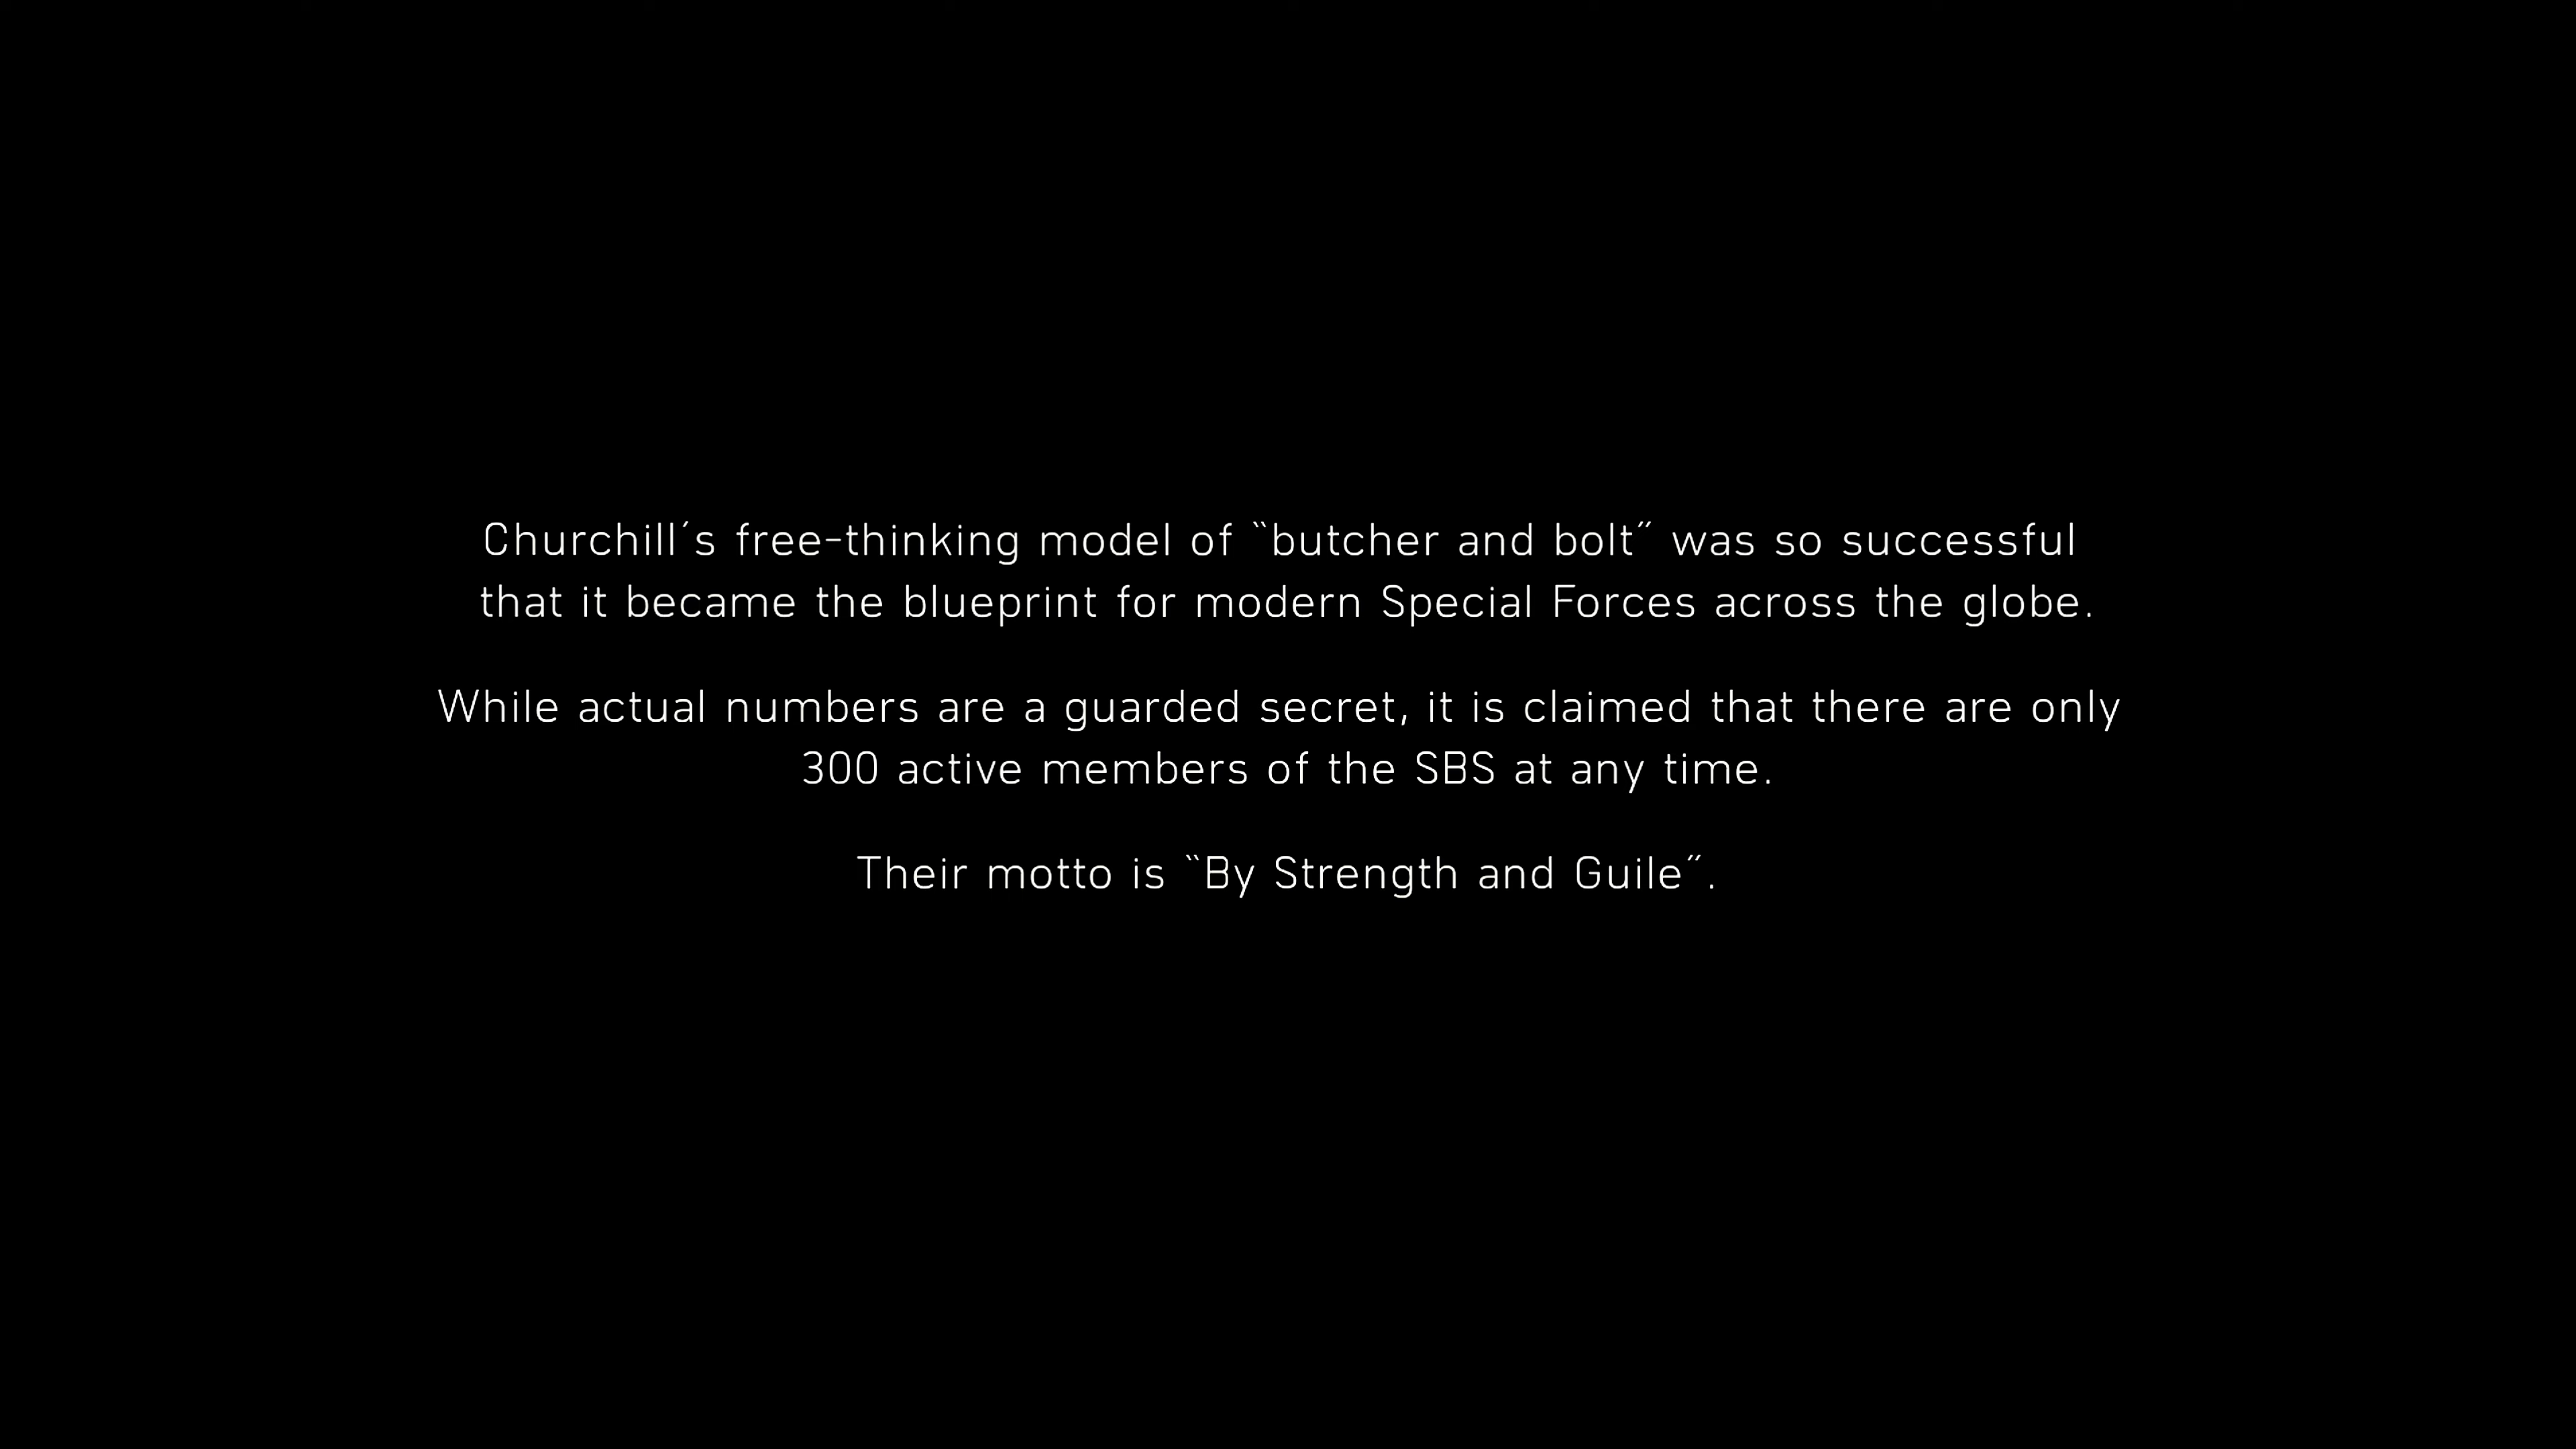 Churchill´s free-thinking model of “butcher and bolt” was so successful
that it became the blueprint for modern Special Forces across the globe.
While actual numbers are a guarded secret, it is claimed that there are only
300 active members of the SBS at any time.
Their motto is “By Strength and Guile”.